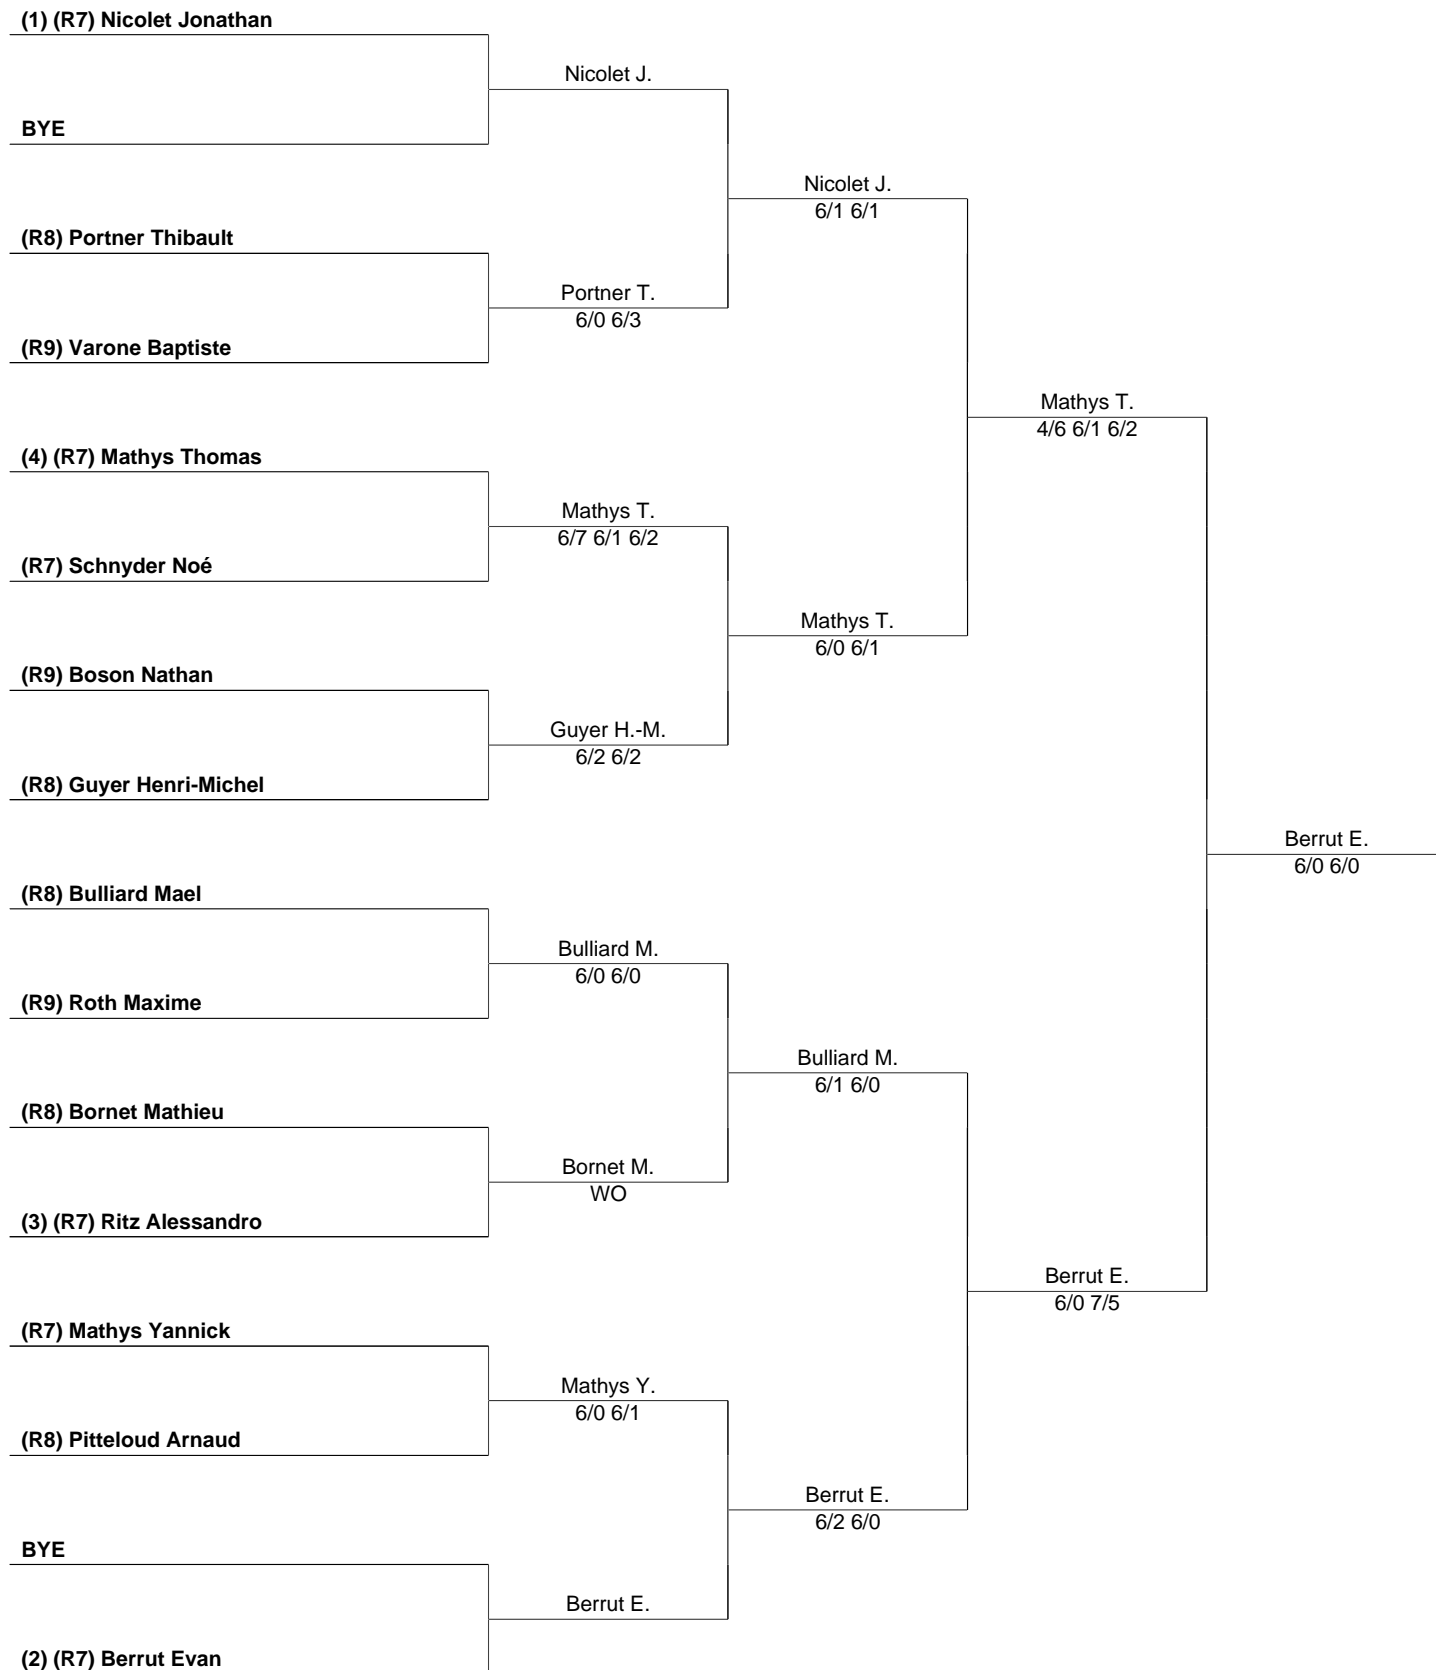 (1) (R7) Nicolet Jonathan
Nicolet J.
BYE
Nicolet J.
6/1 6/1
(R8) Portner Thibault
Portner T.
6/0 6/3
(R9) Varone Baptiste
Mathys T.
4/6 6/1 6/2
(4) (R7) Mathys Thomas
Mathys T.
6/7 6/1 6/2
(R7) Schnyder Noé
Mathys T.
6/0 6/1
(R9) Boson Nathan
Guyer H.-M.
6/2 6/2
(R8) Guyer Henri-Michel
Berrut E.
6/0 6/0
(R8) Bulliard Mael
Bulliard M.
6/0 6/0
(R9) Roth Maxime
Bulliard M.
6/1 6/0
(R8) Bornet Mathieu
Bornet M.
WO
(3) (R7) Ritz Alessandro
Berrut E.
6/0 7/5
(R7) Mathys Yannick
Mathys Y.
6/0 6/1
(R8) Pitteloud Arnaud
Berrut E.
6/2 6/0
BYE
Berrut E.
(2) (R7) Berrut Evan